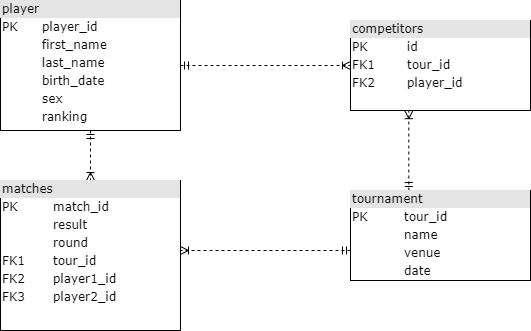 player
PK player_id
first_name
last_name
birth_date
sex
ranking
competitors
PK id
FK1 tour_id
FK2 player_id
matches
PK match_id
result
round
FK1 tour_id
FK2 player1_id
FK3 player2_id
tournament
PK tour_id
name
venue
date